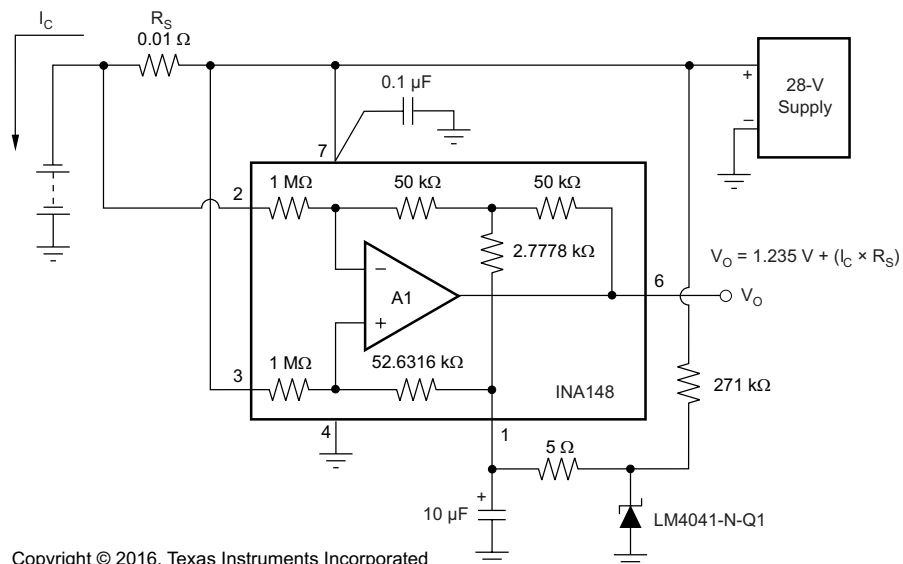 I_C
R_S
0.01 Ω
0.1 µF
+
28-V
Supply
−
7
2
1 MΩ
50 kΩ
50 kΩ
2.7778 kΩ
V_O = 1.235 V + (I_C × R_S)
−
A1
+
6
V_O
3
1 MΩ
52.6316 kΩ
INA148
271 kΩ
4
1
5 Ω
+
10 µF
LM4041-N-Q1
Copyright © 2016, Texas Instruments Incorporated